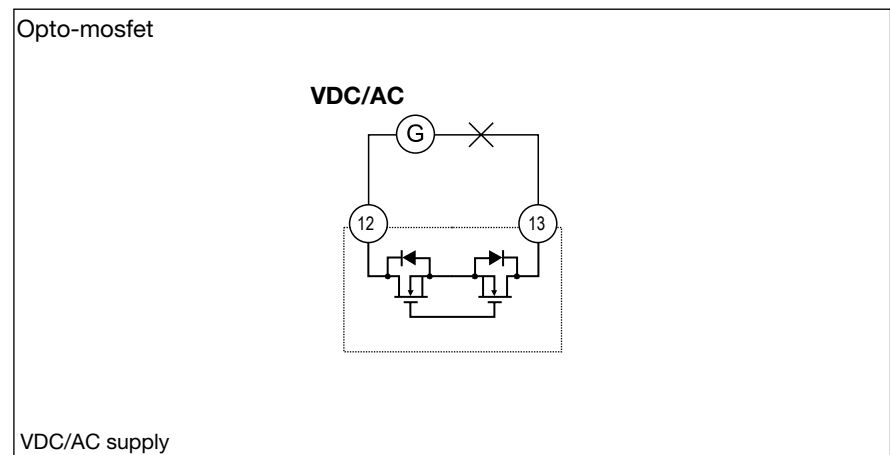 Opto-mosfet
VDC/AC
G
12
13
VDC/AC supply